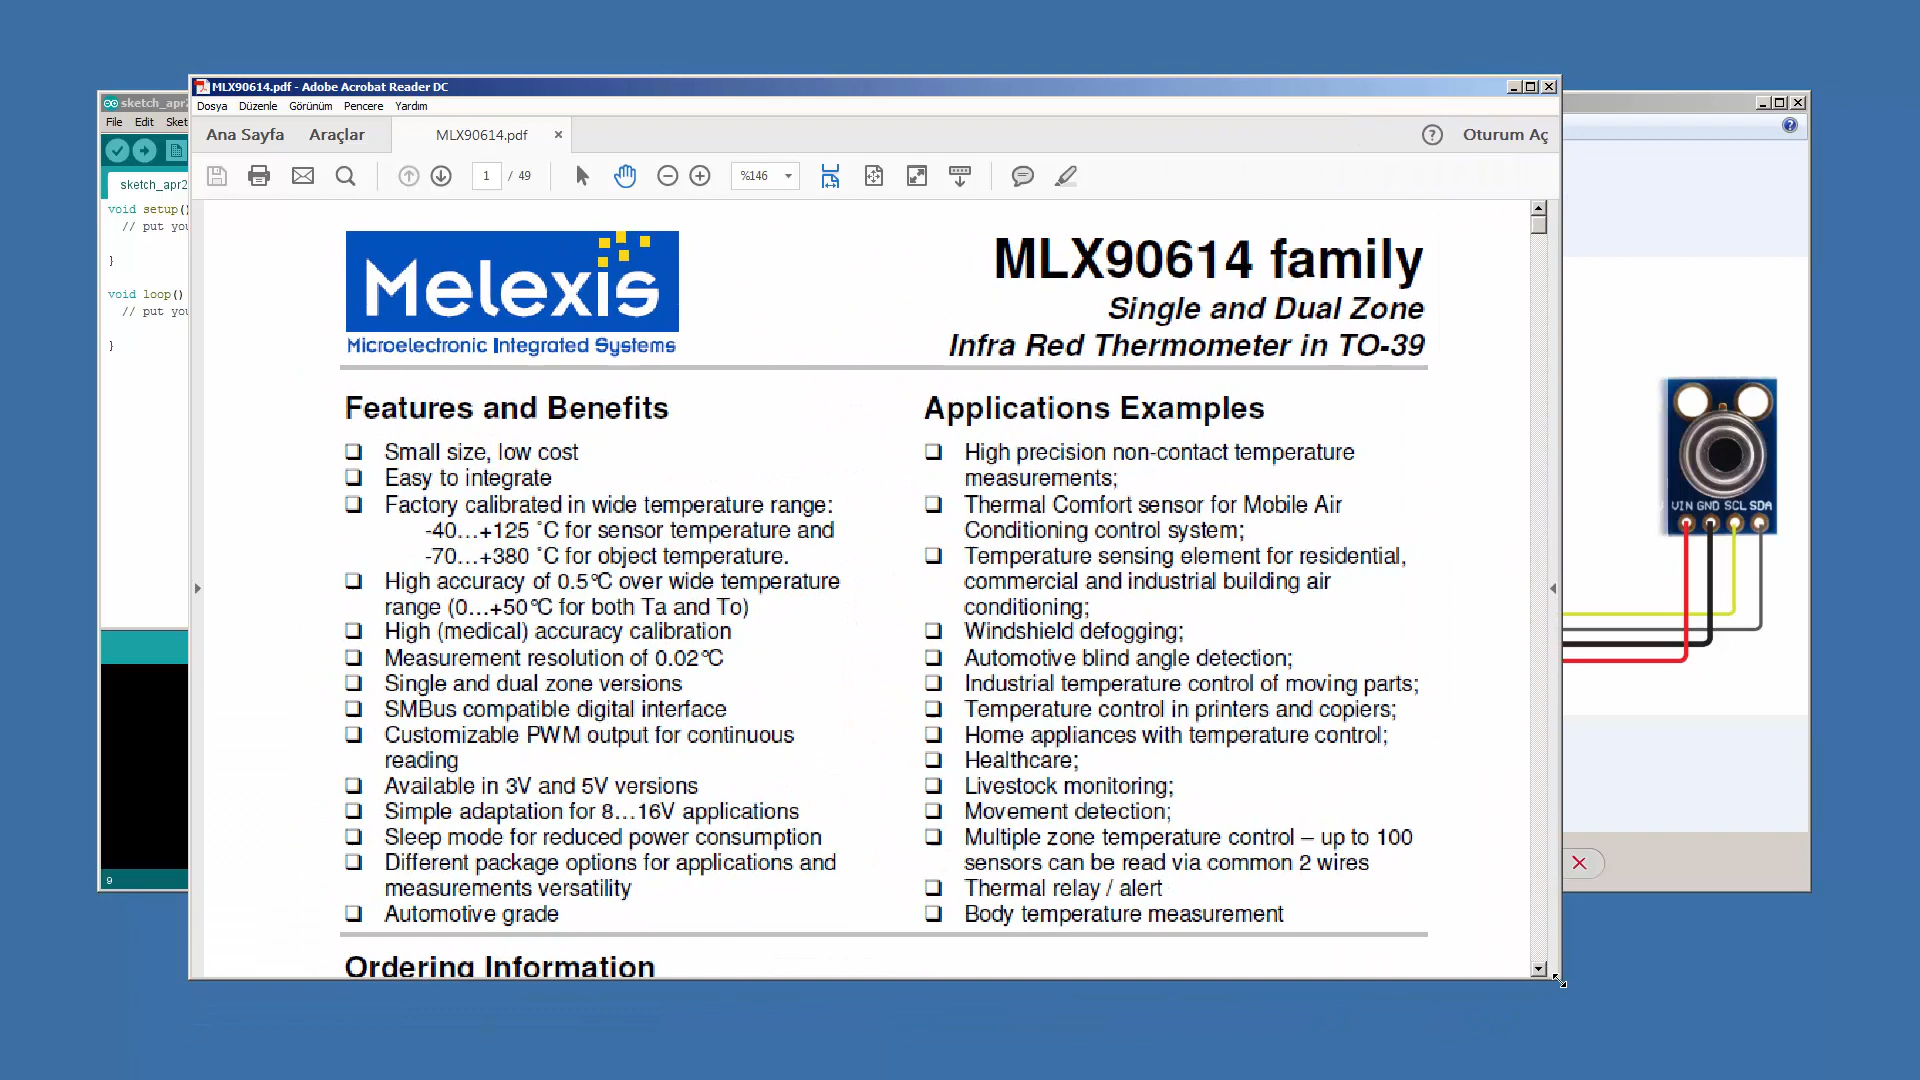 MLX90614.pdf - Adobe Acrobat Reader DC
Dosya Düzenle Görünüm Pencere Yardım
Ana Sayfa Araçlar MLX90614.pdf × ? Oturum Aç
1 / 49 %146
sketch_apr2
File Edit Sket
sketch_apr2
void setup()
// put you
}
void loop()
// put you
}
9
Melexis
Microelectronic Integrated Systems
MLX90614 family
Single and Dual Zone
Infra Red Thermometer in TO-39
Features and Benefits
❑ Small size, low cost
❑ Easy to integrate
❑ Factory calibrated in wide temperature range:
-40…+125 ˚C for sensor temperature and
-70…+380 ˚C for object temperature.
❑ High accuracy of 0.5°C over wide temperature
range (0…+50°C for both Ta and To)
❑ High (medical) accuracy calibration
❑ Measurement resolution of 0.02°C
❑ Single and dual zone versions
❑ SMBus compatible digital interface
❑ Customizable PWM output for continuous
reading
❑ Available in 3V and 5V versions
❑ Simple adaptation for 8…16V applications
❑ Sleep mode for reduced power consumption
❑ Different package options for applications and
measurements versatility
❑ Automotive grade
Applications Examples
❑ High precision non-contact temperature
measurements;
❑ Thermal Comfort sensor for Mobile Air
Conditioning control system;
❑ Temperature sensing element for residential,
commercial and industrial building air
conditioning;
❑ Windshield defogging;
❑ Automotive blind angle detection;
❑ Industrial temperature control of moving parts;
❑ Temperature control in printers and copiers;
❑ Home appliances with temperature control;
❑ Healthcare;
❑ Livestock monitoring;
❑ Movement detection;
❑ Multiple zone temperature control – up to 100
sensors can be read via common 2 wires
❑ Thermal relay / alert
❑ Body temperature measurement
Ordering Information
VIN GND SCL SDA